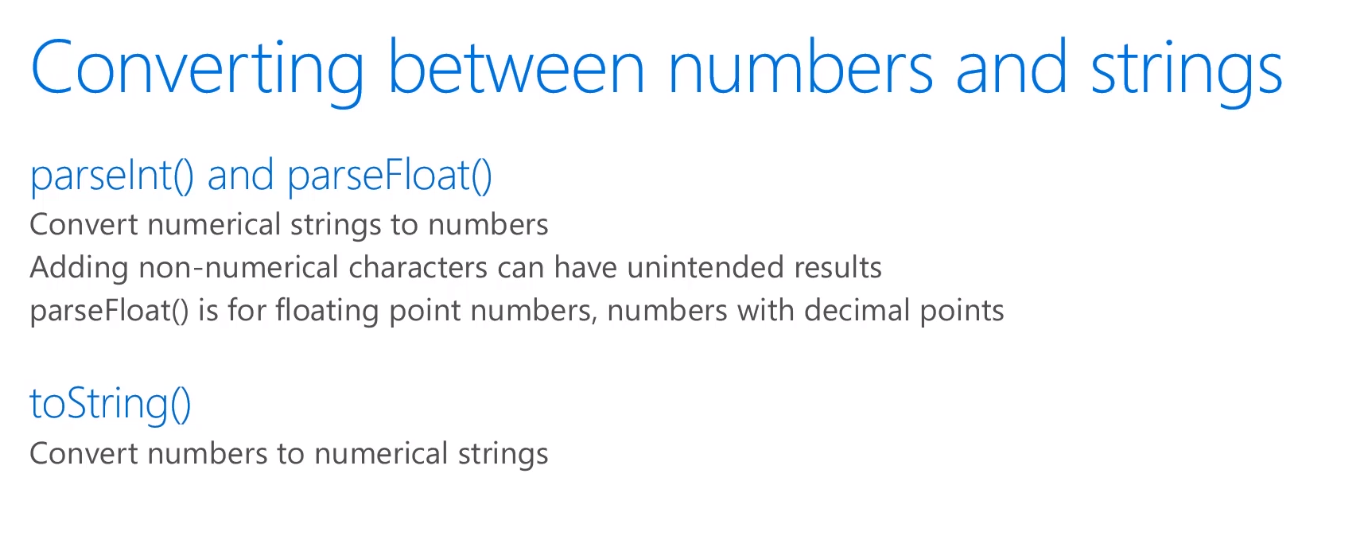 Converting between numbers and strings
parseInt() and parseFloat()
Convert numerical strings to numbers
Adding non-numerical characters can have unintended results
parseFloat() is for floating point numbers, numbers with decimal points
toString()
Convert numbers to numerical strings